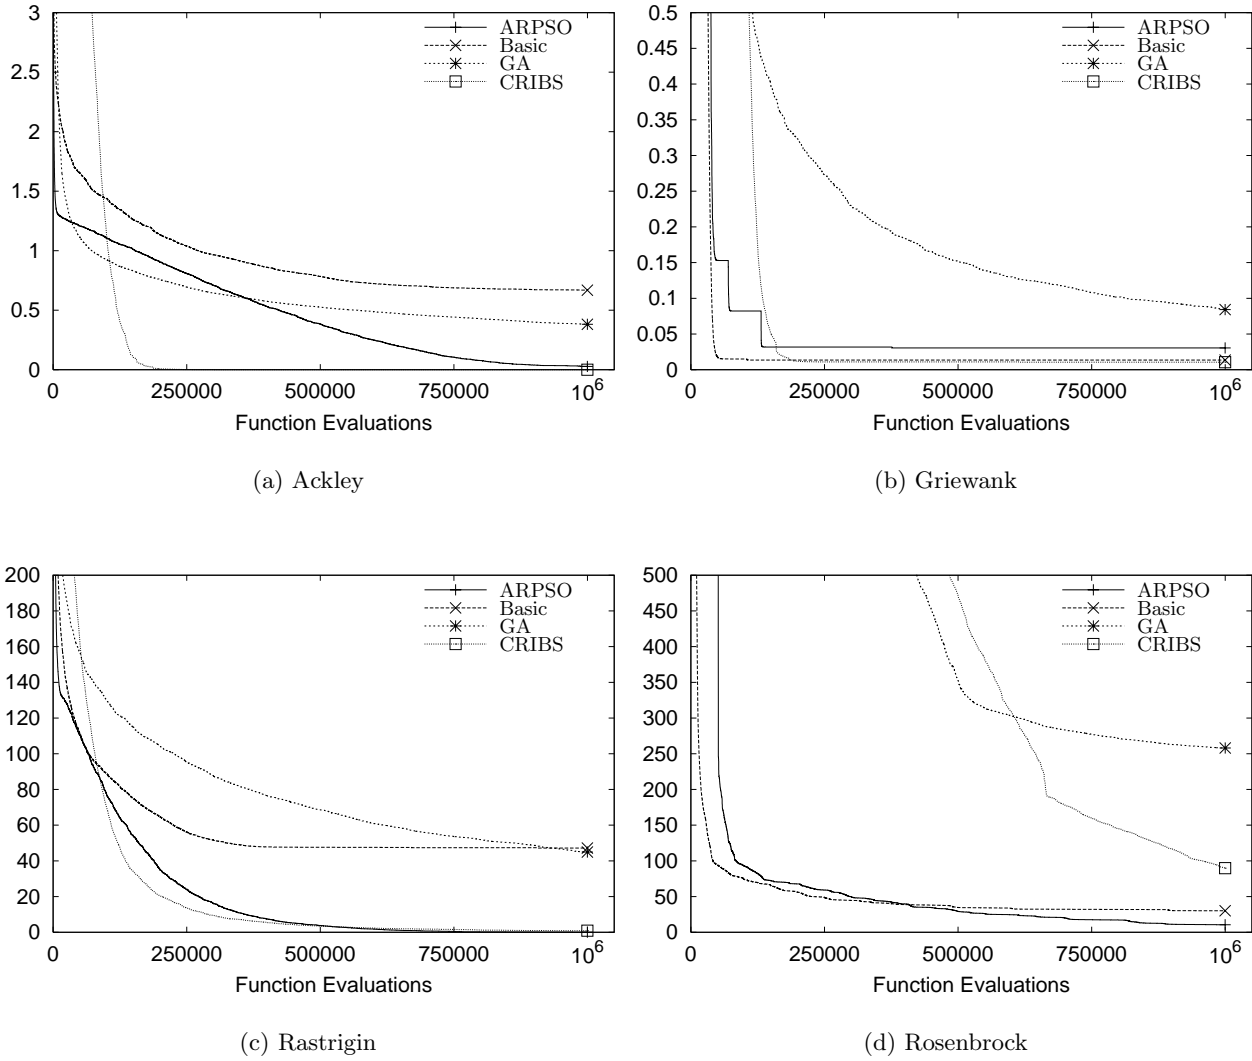 3
2.5
2
1.5
1
0.5
0
0
250000
500000
750000
10^6
Function Evaluations
ARPSO
Basic
GA
CRIBS
(a) Ackley
0.5
0.45
0.4
0.35
0.3
0.25
0.2
0.15
0.1
0.05
0
0
250000
500000
750000
10^6
Function Evaluations
ARPSO
Basic
GA
CRIBS
(b) Griewank
200
180
160
140
120
100
80
60
40
20
0
0
250000
500000
750000
10^6
Function Evaluations
ARPSO
Basic
GA
CRIBS
(c) Rastrigin
500
450
400
350
300
250
200
150
100
50
0
0
250000
500000
750000
10^6
Function Evaluations
ARPSO
Basic
GA
CRIBS
(d) Rosenbrock